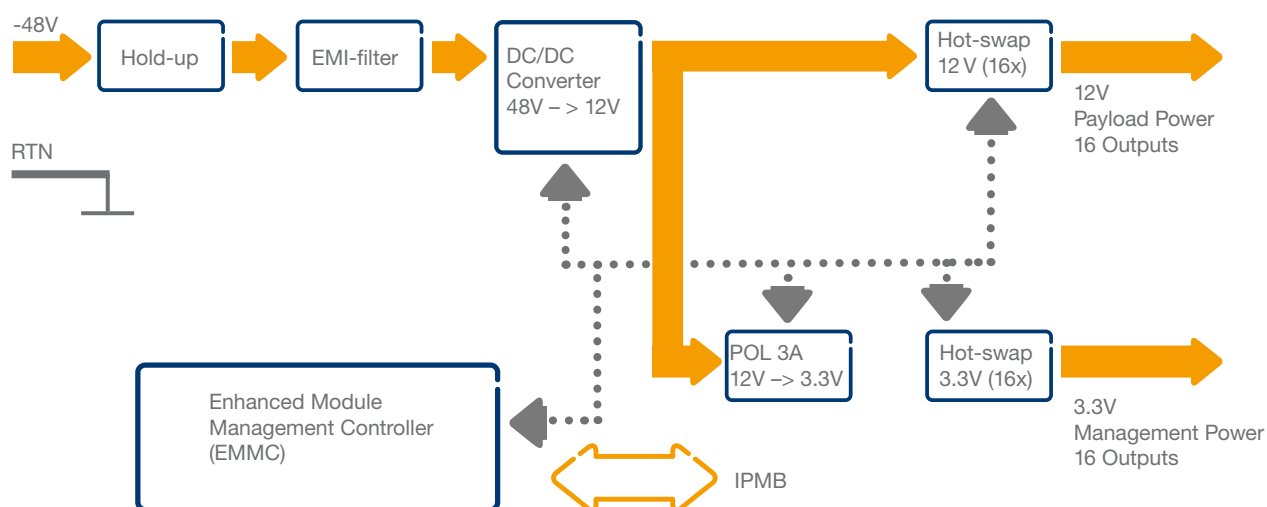 -48V
Hold-up
EMI-filter
DC/DC
Converter
48V – > 12V
Hot-swap
12 V (16x)
12V
Payload Power
16 Outputs
RTN
POL 3A
12V –> 3.3V
Hot-swap
3.3V (16x)
3.3V
Management Power
16 Outputs
Enhanced Module
Management Controller
(EMMC)
IPMB